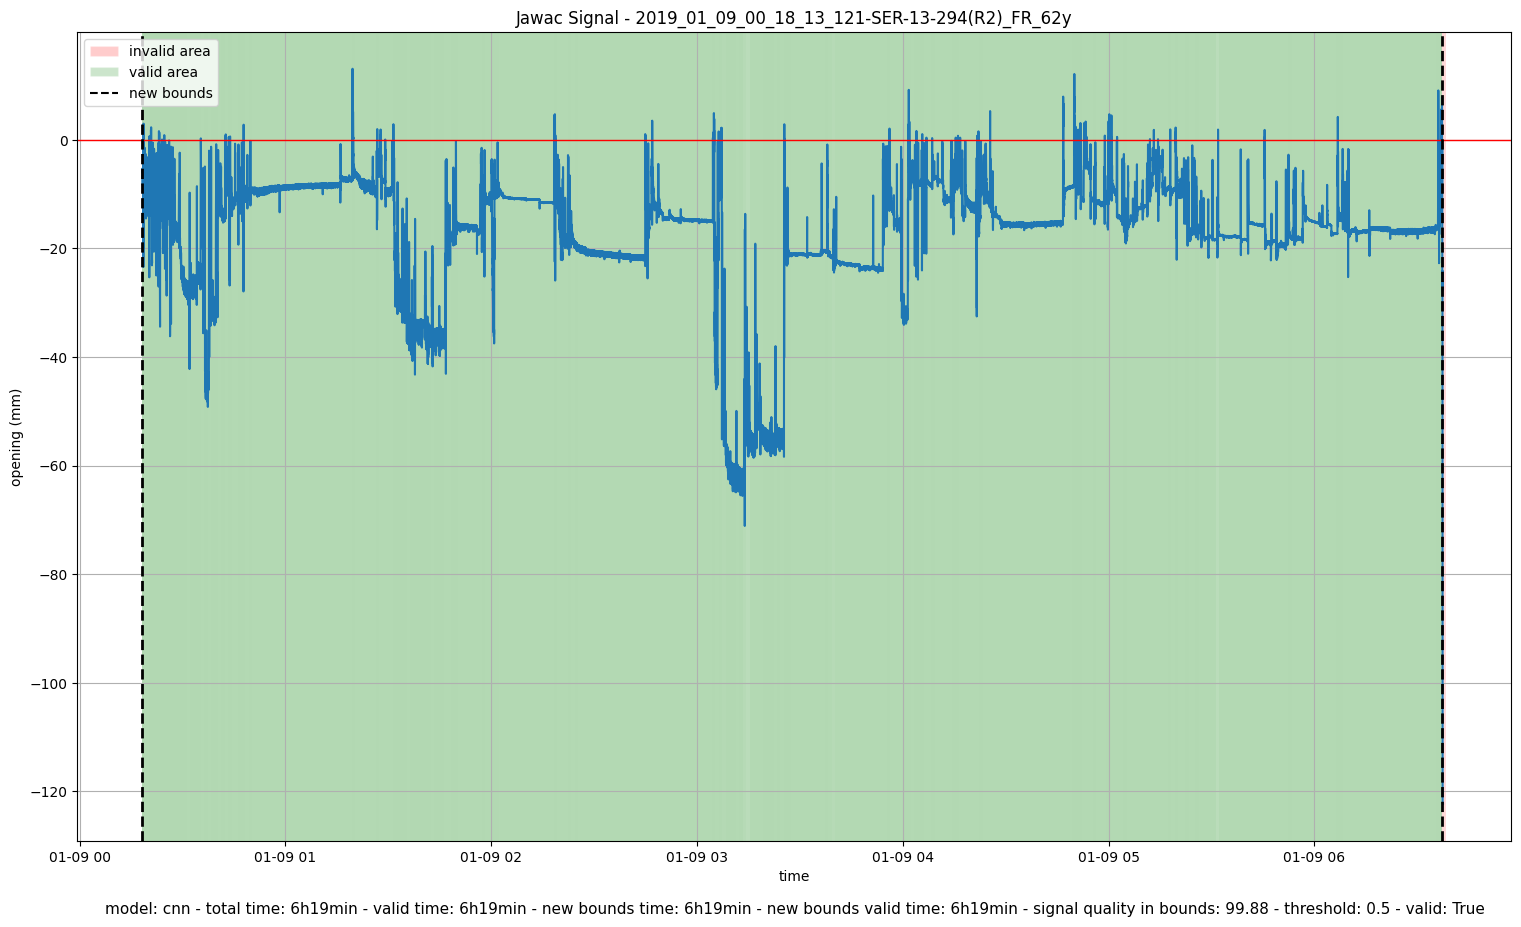 Jawac Signal - 2019_01_09_00_18_13_121-SER-13-294(R2)_FR_62y
invalid area
valid area
new bounds
opening (mm)
0
−20
−40
−60
−80
−100
−120
01-09 00
01-09 01
01-09 02
01-09 03
01-09 04
01-09 05
01-09 06
time
model: cnn - total time: 6h19min - valid time: 6h19min - new bounds time: 6h19min - new bounds valid time: 6h19min - signal quality in bounds: 99.88 - threshold: 0.5 - valid: True